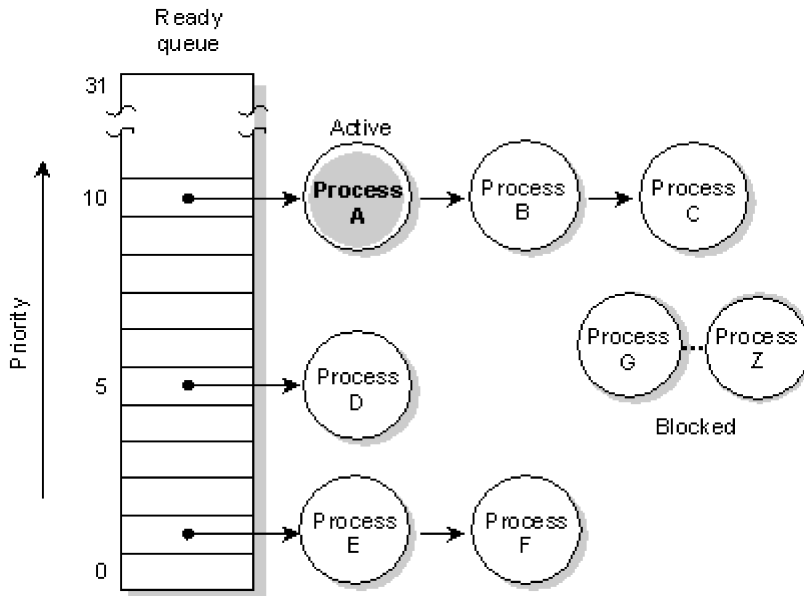 Ready
queue
31
Active
10
Process
A
Process
B
Process
C
Priority
Process
G
Process
Z
5
Process
D
Blocked
Process
E
Process
F
0